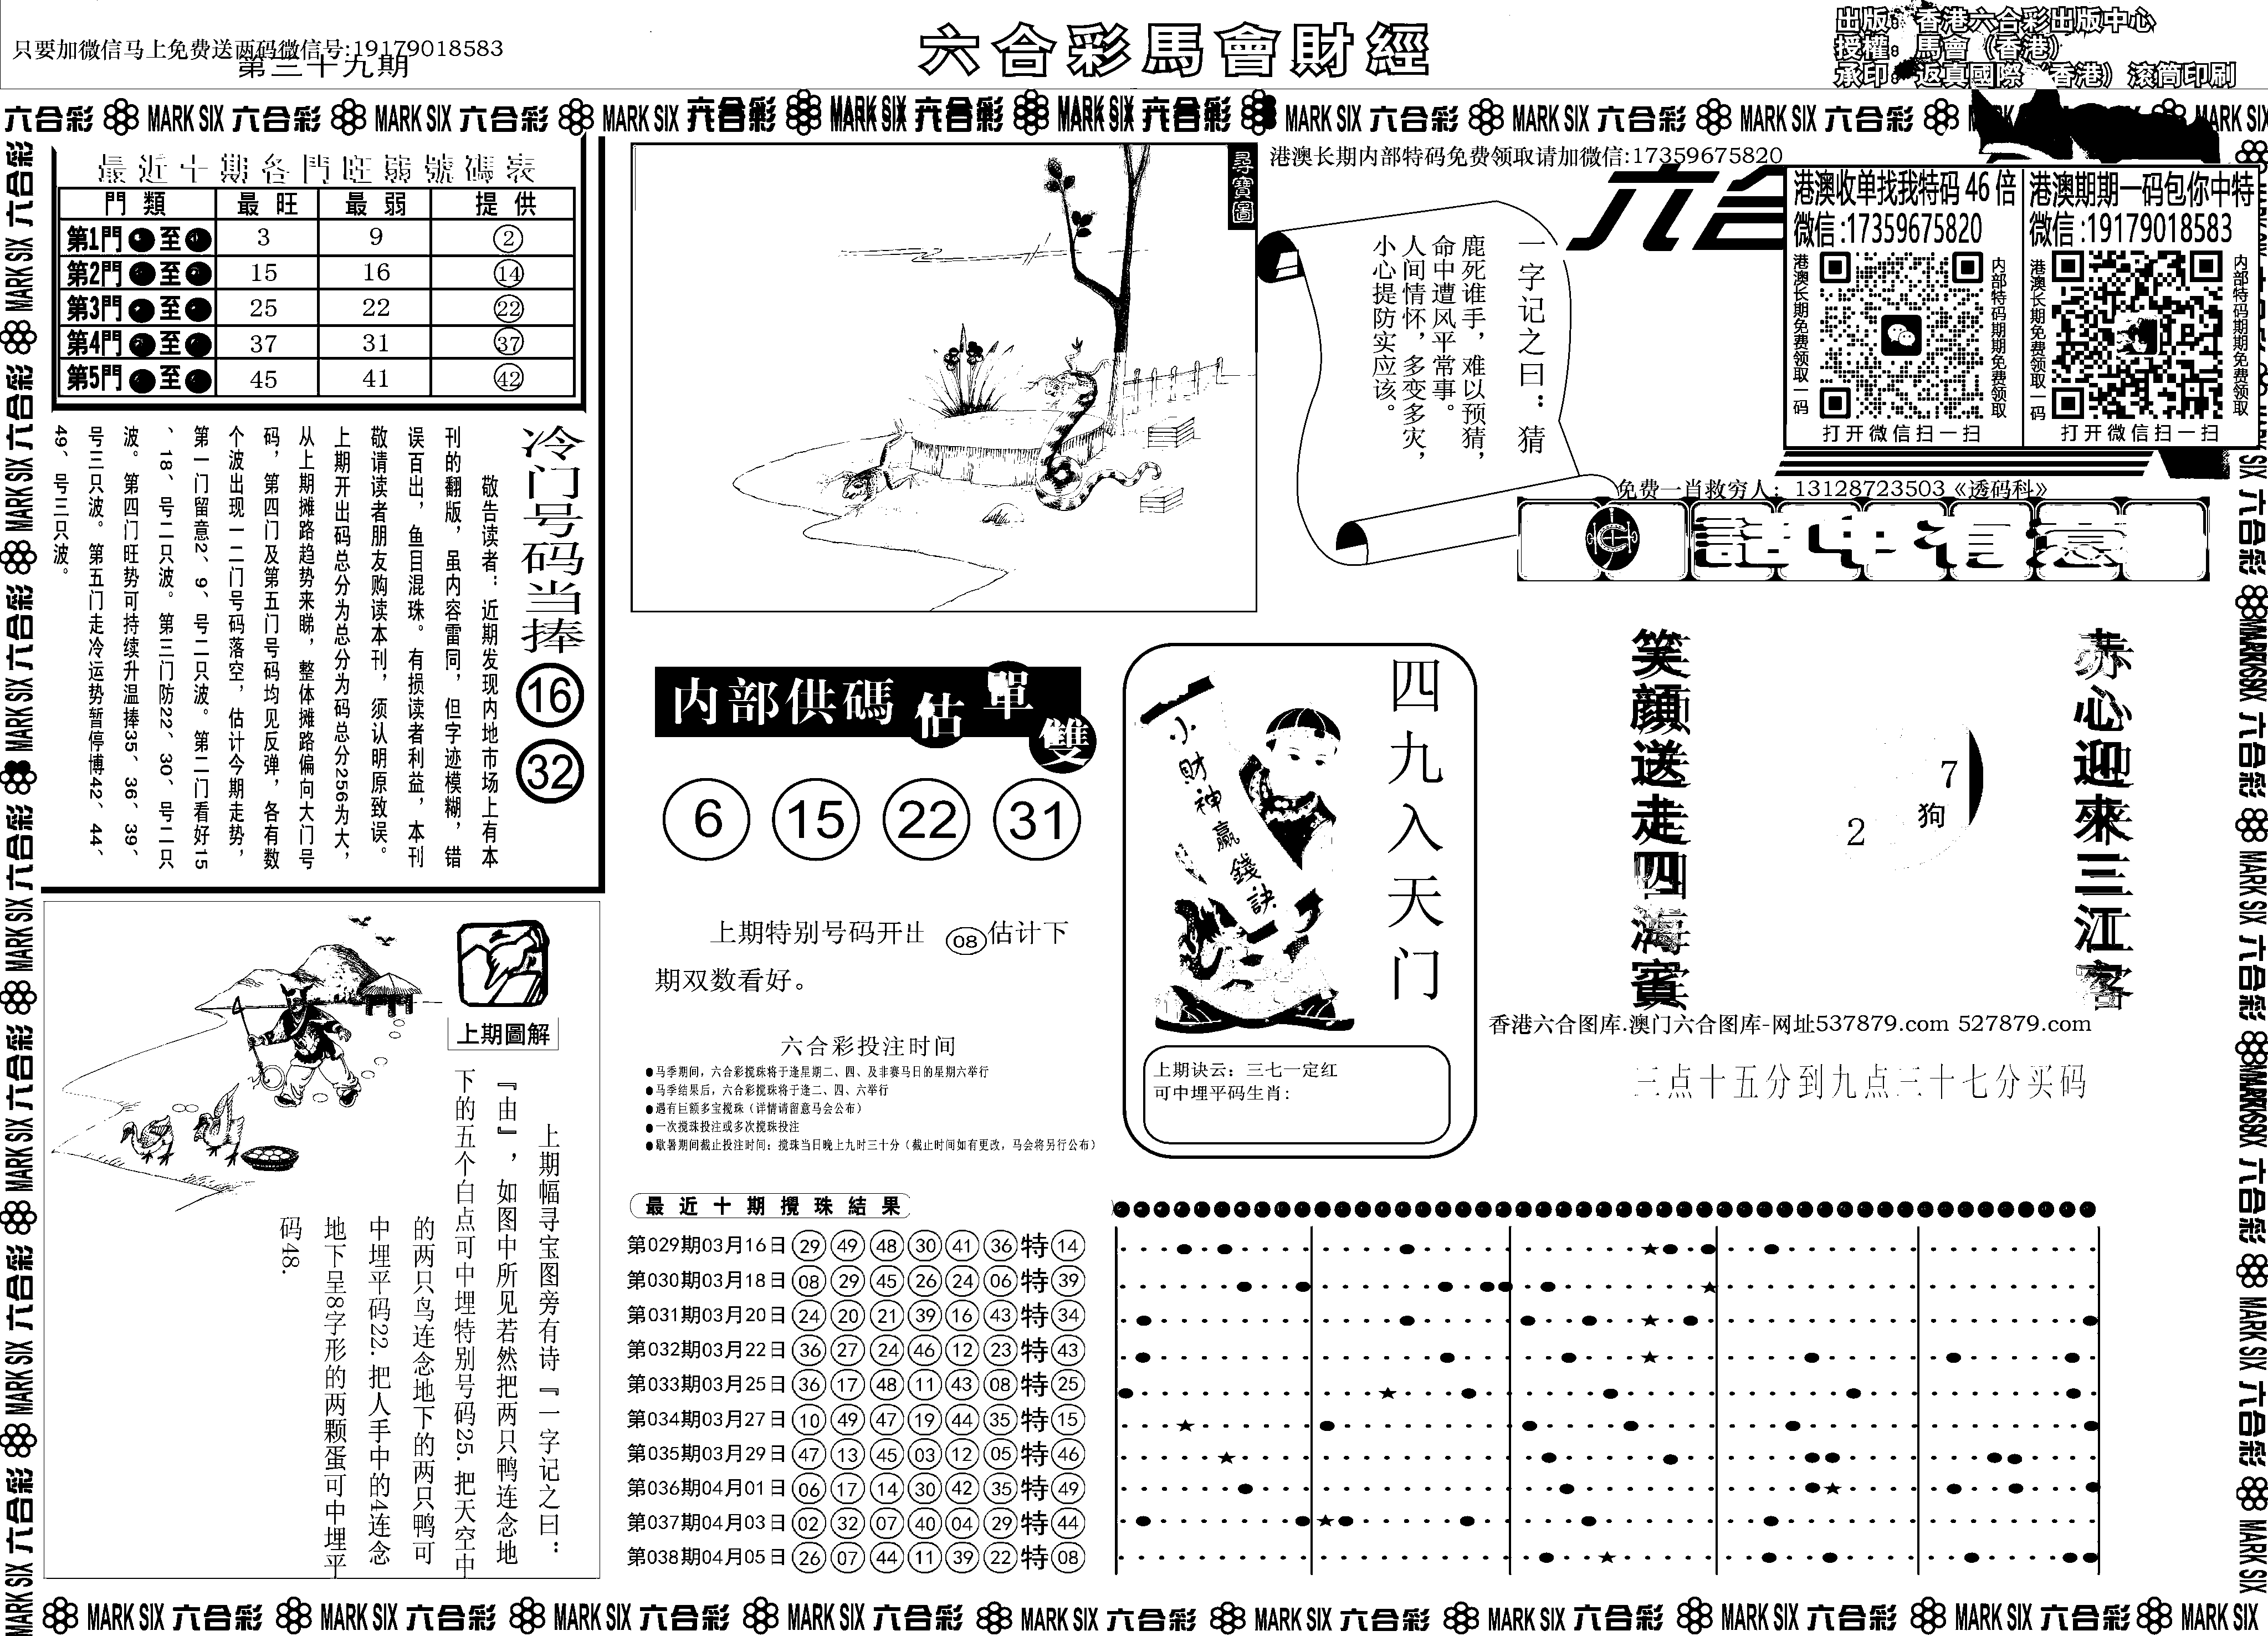 只要加微信马上免费送两码微信号:19179018583
第三十九期
六合彩馬會財經
出版: 香港六合彩出版中心
授權: 馬會（香港）
承印: 返真國際（香港）滚筒印刷
六合彩 MARK SIX 六合彩 MARK SIX 六合彩 MARK SIX 六合彩 MARK SIX 六合彩 MARK SIX 六合彩 MARK SIX 六合彩 MARK SIX 六合彩 MARK SIX 六合彩
最近十期各門旺弱號碼表
門類 最旺 最弱 提供
第1門 至 3 9 2
第2門 至 15 16 14
第3門 至 25 22 22
第4門 至 37 31 37
第5門 至 45 41 42
冷门号码当捧 16 32
敬告读者：近期发现内地市场上有本
刊的翻版，虽内容雷同，但字迹模糊，错
误百出，鱼目混珠。有损读者利益，本刊
敬请读者朋友购读本刊，须认明原致误。
上期开出码总分为总分为码总分256为大，
从上期摊路趋势来睇，整体摊路偏向大门号
码，第四门及第五门号码均见反弹，各有数
个波出现一二门号码落空，估计今期走势，
第一门留意2、9、号二只波。第二门看好15
、18、号二只波。第三门防22、30、号二只
波。第四门旺势可持续升温捧35、36、39、
号三只波。第五门走冷运势暂停博42、44、
49、号三只波。
尋寶圖
港澳长期内部特码免费领取请加微信:17359675820
一字记之曰：猜
鹿死谁手，难以预猜，
命中遭风平常事。
人间情怀，多变多灾，
小心提防实应该。
六合
港澳收单找我特码46倍
微信:17359675820
港澳长期免费领取一码
内部特码期期免费领取
打开微信扫一扫
港澳期期一码包你中特
微信:19179018583
港澳长期免费领取一码
内部特码期期免费领取
打开微信扫一扫
免费一肖救穷人：13128723503《透码科》
話中有意
内部供碼估單雙
6 15 22 31
上期特别号码开出 08 估计下
期双数看好。
六合彩投注时间
●马季期间，六合彩搅珠将于逢星期二、四、及非赛马日的星期六举行
●马季结果后，六合彩搅珠将于逢二、四、六举行
●遇有巨额多宝搅珠（详情请留意马会公布）
●一次搅珠投注或多次搅珠投注
●歇暑期间截止投注时间：搅珠当日晚上九时三十分（截止时间如有更改，马会将另行公布）
四九入天门
小財神贏錢訣
上期诀云：三七一定红
可中埋平码生肖：
笑顔送走四海賓
7
狗
2
赤心迎來三江客
香港六合图库.澳门六合图库-网址537879.com 527879.com
三点十五分到九点三十七分买码
上期圖解
上期幅寻宝图旁有诗『一字记之曰：
『由』，如图中所见若然把两只鸭连念地
下的五个白点可中埋特别号码25.把天空中
的两只鸟连念地下的两只鸭可
中埋平码22.把人手中的4连念
地下呈8字形的两颗蛋可中埋平
码48.
最近十期攪珠結果
第029期03月16日 29 49 48 30 41 36 特 14
第030期03月18日 08 29 45 26 24 06 特 39
第031期03月20日 24 20 21 39 16 43 特 34
第032期03月22日 36 27 24 46 12 23 特 43
第033期03月25日 36 17 48 11 43 08 特 25
第034期03月27日 10 49 47 19 44 35 特 15
第035期03月29日 47 13 45 03 12 05 特 46
第036期04月01日 06 17 14 30 42 35 特 49
第037期04月03日 02 32 07 40 04 29 特 44
第038期04月05日 26 07 44 11 39 22 特 08
MARK SIX 六合彩 MARK SIX 六合彩 MARK SIX 六合彩 MARK SIX 六合彩 MARK SIX 六合彩 MARK SIX 六合彩 MARK SIX 六合彩 MARK SIX 六合彩 MARK SIX 六合彩 MARK SIX